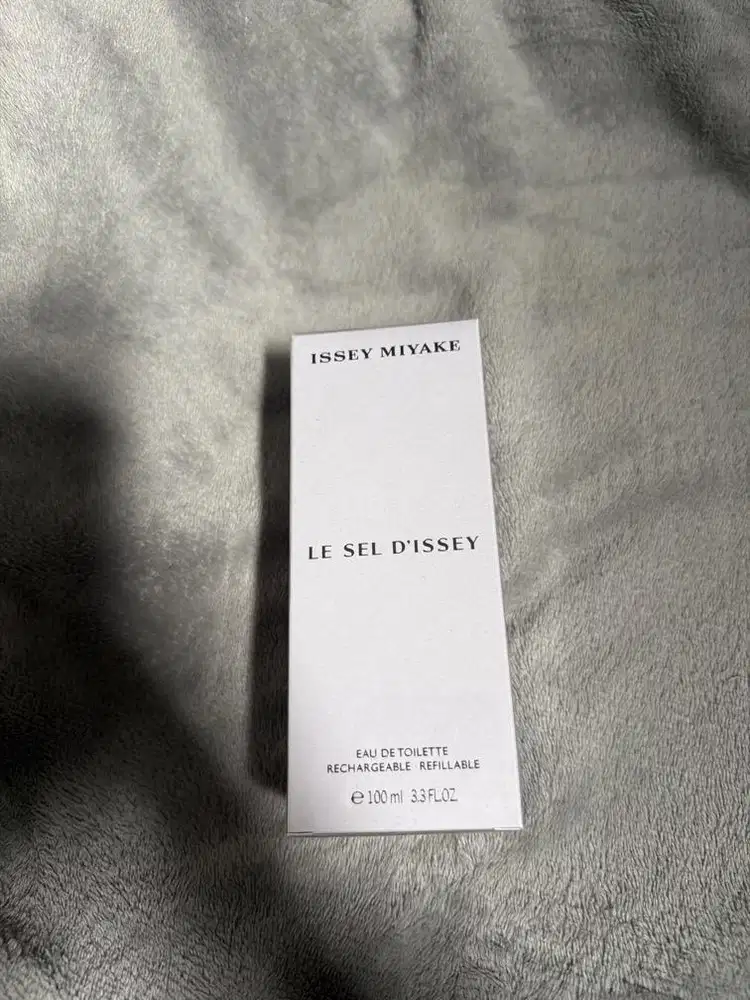 ISSEY MIYAKE
LE SEL D'ISSEY
EAU DE TOILETTE
RECHARGEABLE · REFILLABLE
℮ 100 ml 3.3 FL.OZ.